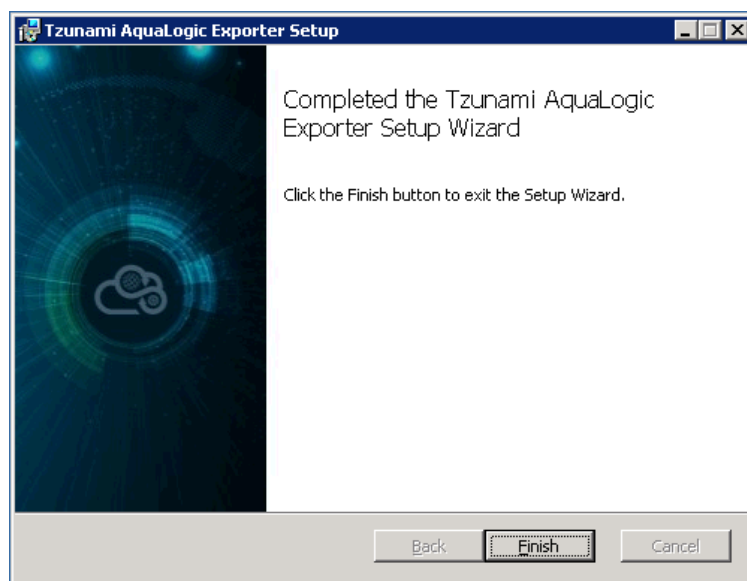 Tzunami AquaLogic Exporter Setup
Completed the Tzunami AquaLogic
Exporter Setup Wizard
Click the Finish button to exit the Setup Wizard.
Back
Finish
Cancel